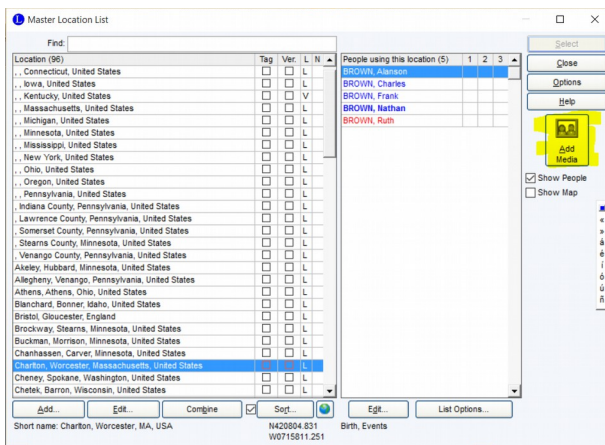 L Master Location List
Find:
Location (96) Tag Ver. L N
, , Connecticut, United States L
, , Iowa, United States L
, , Kentucky, United States V
, , Massachusetts, United States L
, , Michigan, United States L
, , Minnesota, United States L
, , Mississippi, United States L
, , New York, United States L
, , Ohio, United States L
, , Oregon, United States L
, , Pennsylvania, United States L
, Indiana County, Pennsylvania, United States L
, Lawrence County, Pennsylvania, United States L
, Somerset County, Pennsylvania, United States L
, Stearns County, Minnesota, United States L
, Venango County, Pennsylvania, United States L
Akeley, Hubbard, Minnesota, United States L
Allegheny, Venango, Pennsylvania, United States L
Athens, Athens, Ohio, United States L
Blanchard, Bonner, Idaho, United States L
Bristol, Gloucester, England L
Brockway, Stearns, Minnesota, United States L
Buckman, Morrison, Minnesota, United States L
Chanhassen, Carver, Minnesota, United States L
Charlton, Worcester, Massachusetts, United States L
Cheney, Spokane, Washington, United States L
Chetek, Barron, Wisconsin, United States L
Add... Edit... Combine Sort...
Short name: Charlton, Worcester, MA, USA
N420804.831
W0715811.251
People using this location (5) 1 2 3
BROWN, Alanson
BROWN, Charles
BROWN, Frank
BROWN, Nathan
BROWN, Ruth
Edit... List Options...
Birth, Events
Select
Close
Options
Help
Add
Media
Show People
Show Map
«
»
á
é
í
ó
ú
ñ